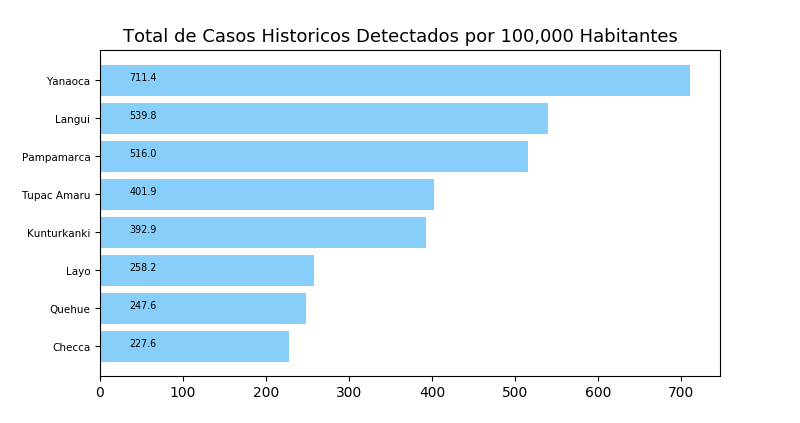 Total de Casos Historicos Detectados por 100,000 Habitantes
Yanaoca 711.4
Langui 539.8
Pampamarca 516.0
Tupac Amaru 401.9
Kunturkanki 392.9
Layo 258.2
Quehue 247.6
Checca 227.6
0 100 200 300 400 500 600 700